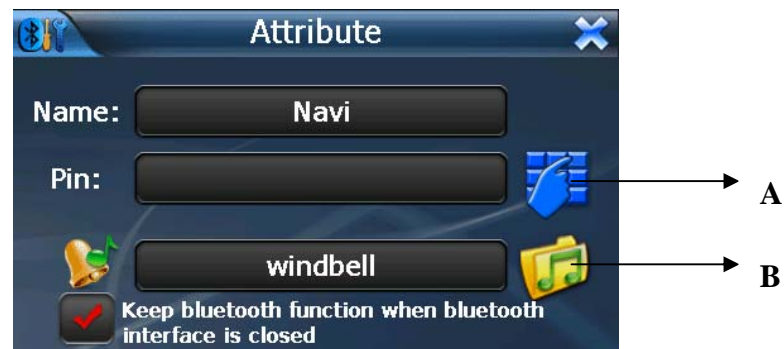 Attribute
Name: Navi
Pin:
A
windbell
B
Keep bluetooth function when bluetooth
interface is closed